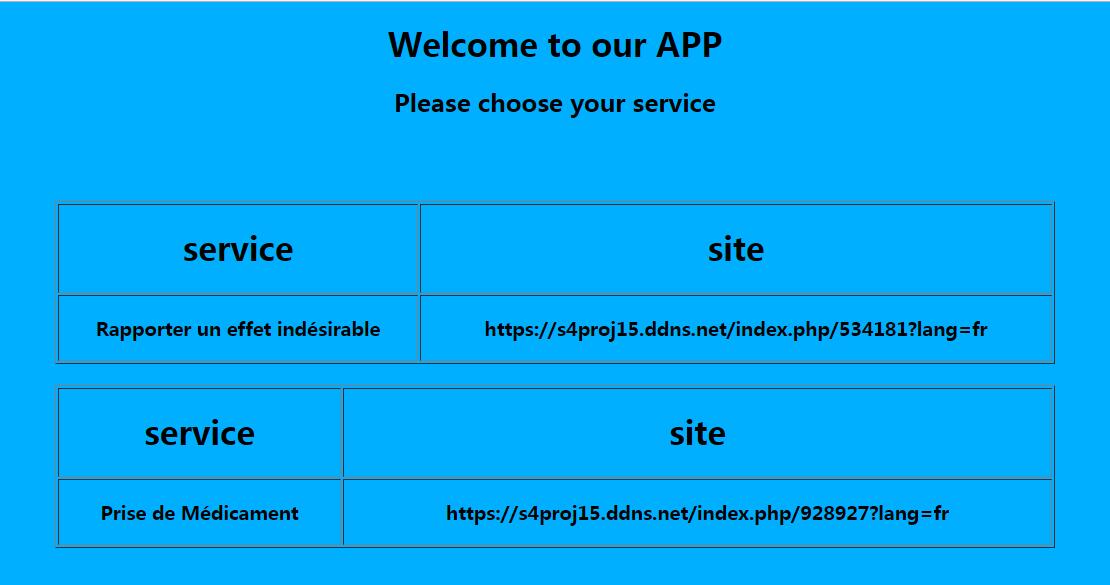 Welcome to our APP
Please choose your service
service site
Rapporter un effet indésirable https://s4proj15.ddns.net/index.php/534181?lang=fr
service site
Prise de Médicament https://s4proj15.ddns.net/index.php/928927?lang=fr